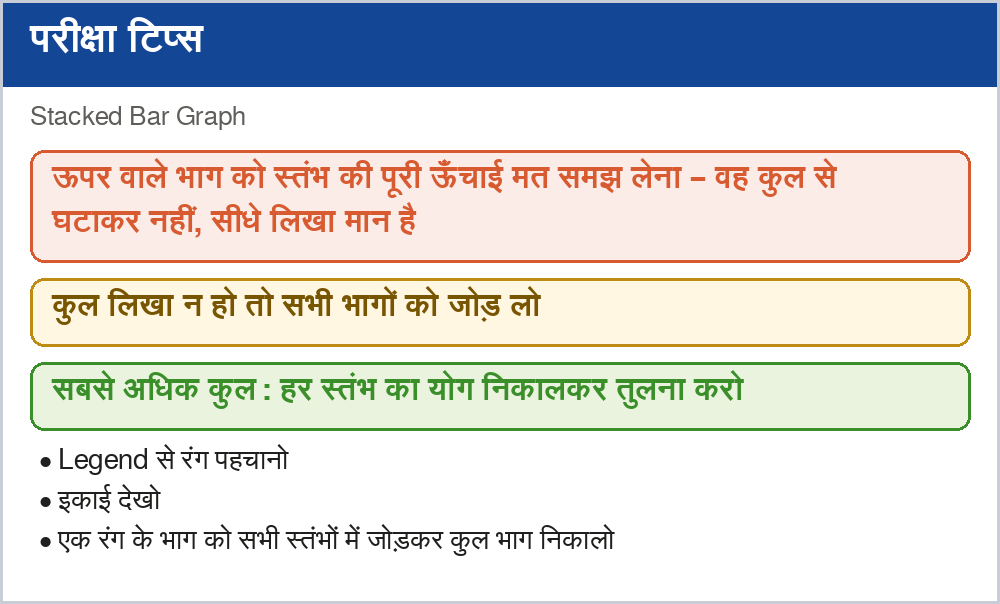 परीक्षा टिप्स
Stacked Bar Graph
ऊपर वाले भाग को स्तंभ की पूरी ऊँचाई मत समझ लेना – वह कुल से
घटाकर नहीं, सीधे लिखा मान है
कुल लिखा न हो तो सभी भागों को जोड़ लो
सबसे अधिक कुल : हर स्तंभ का योग निकालकर तुलना करो
• Legend से रंग पहचानो
• इकाई देखो
• एक रंग के भाग को सभी स्तंभों में जोड़कर कुल भाग निकालो